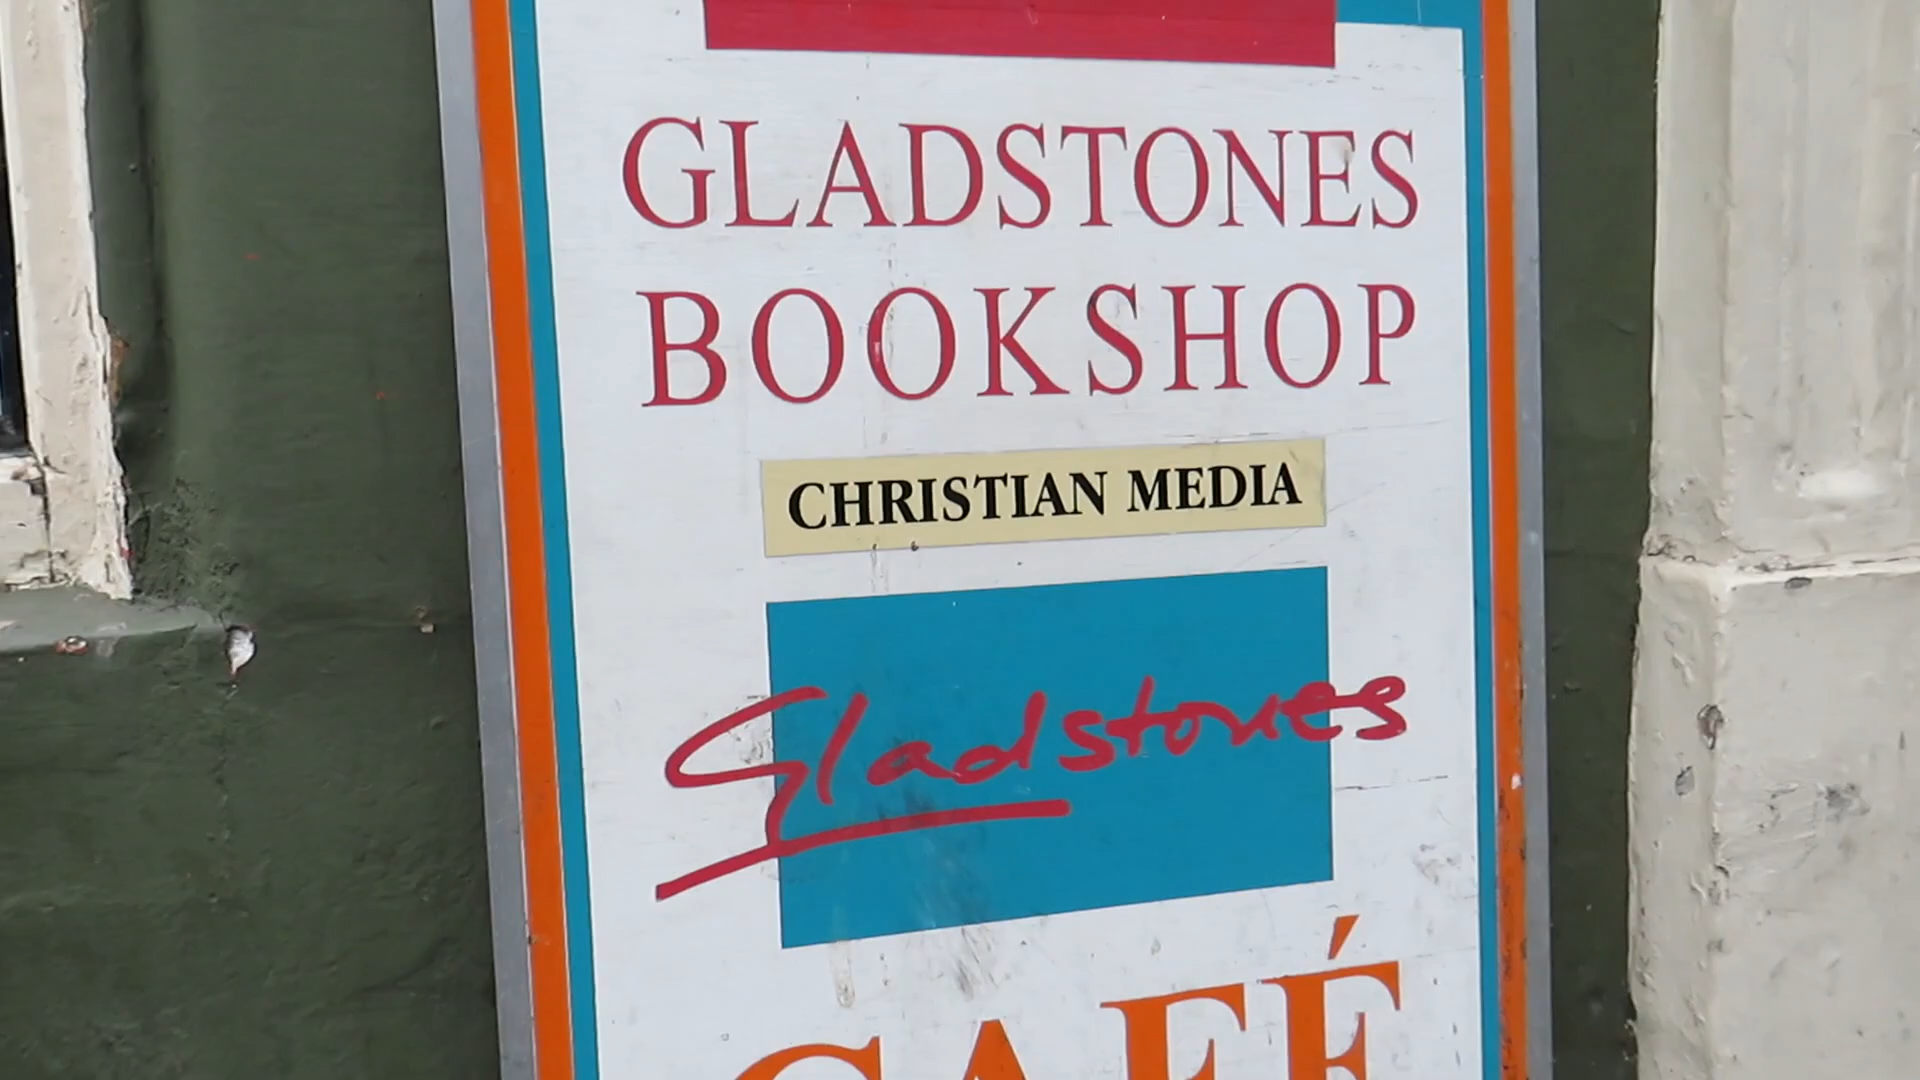 GLADSTONES
BOOKSHOP
CHRISTIAN MEDIA
Gladstones
CAFÉ